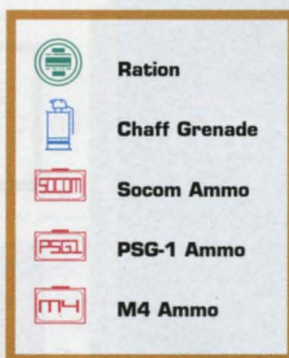 Ration
Chaff Grenade
SOCOM
Socom Ammo
PSG1
PSG-1 Ammo
M4
M4 Ammo